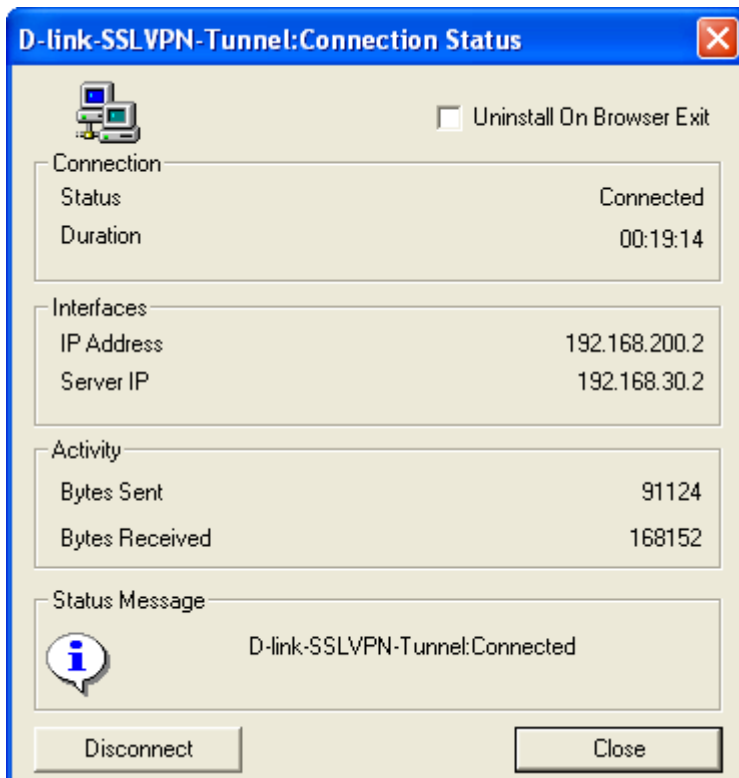 D-link-SSLVPN-Tunnel:Connection Status
Uninstall On Browser Exit
Connection
Status Connected
Duration 00:19:14
Interfaces
IP Address 192.168.200.2
Server IP 192.168.30.2
Activity
Bytes Sent 91124
Bytes Received 168152
Status Message
D-link-SSLVPN-Tunnel:Connected
Disconnect Close